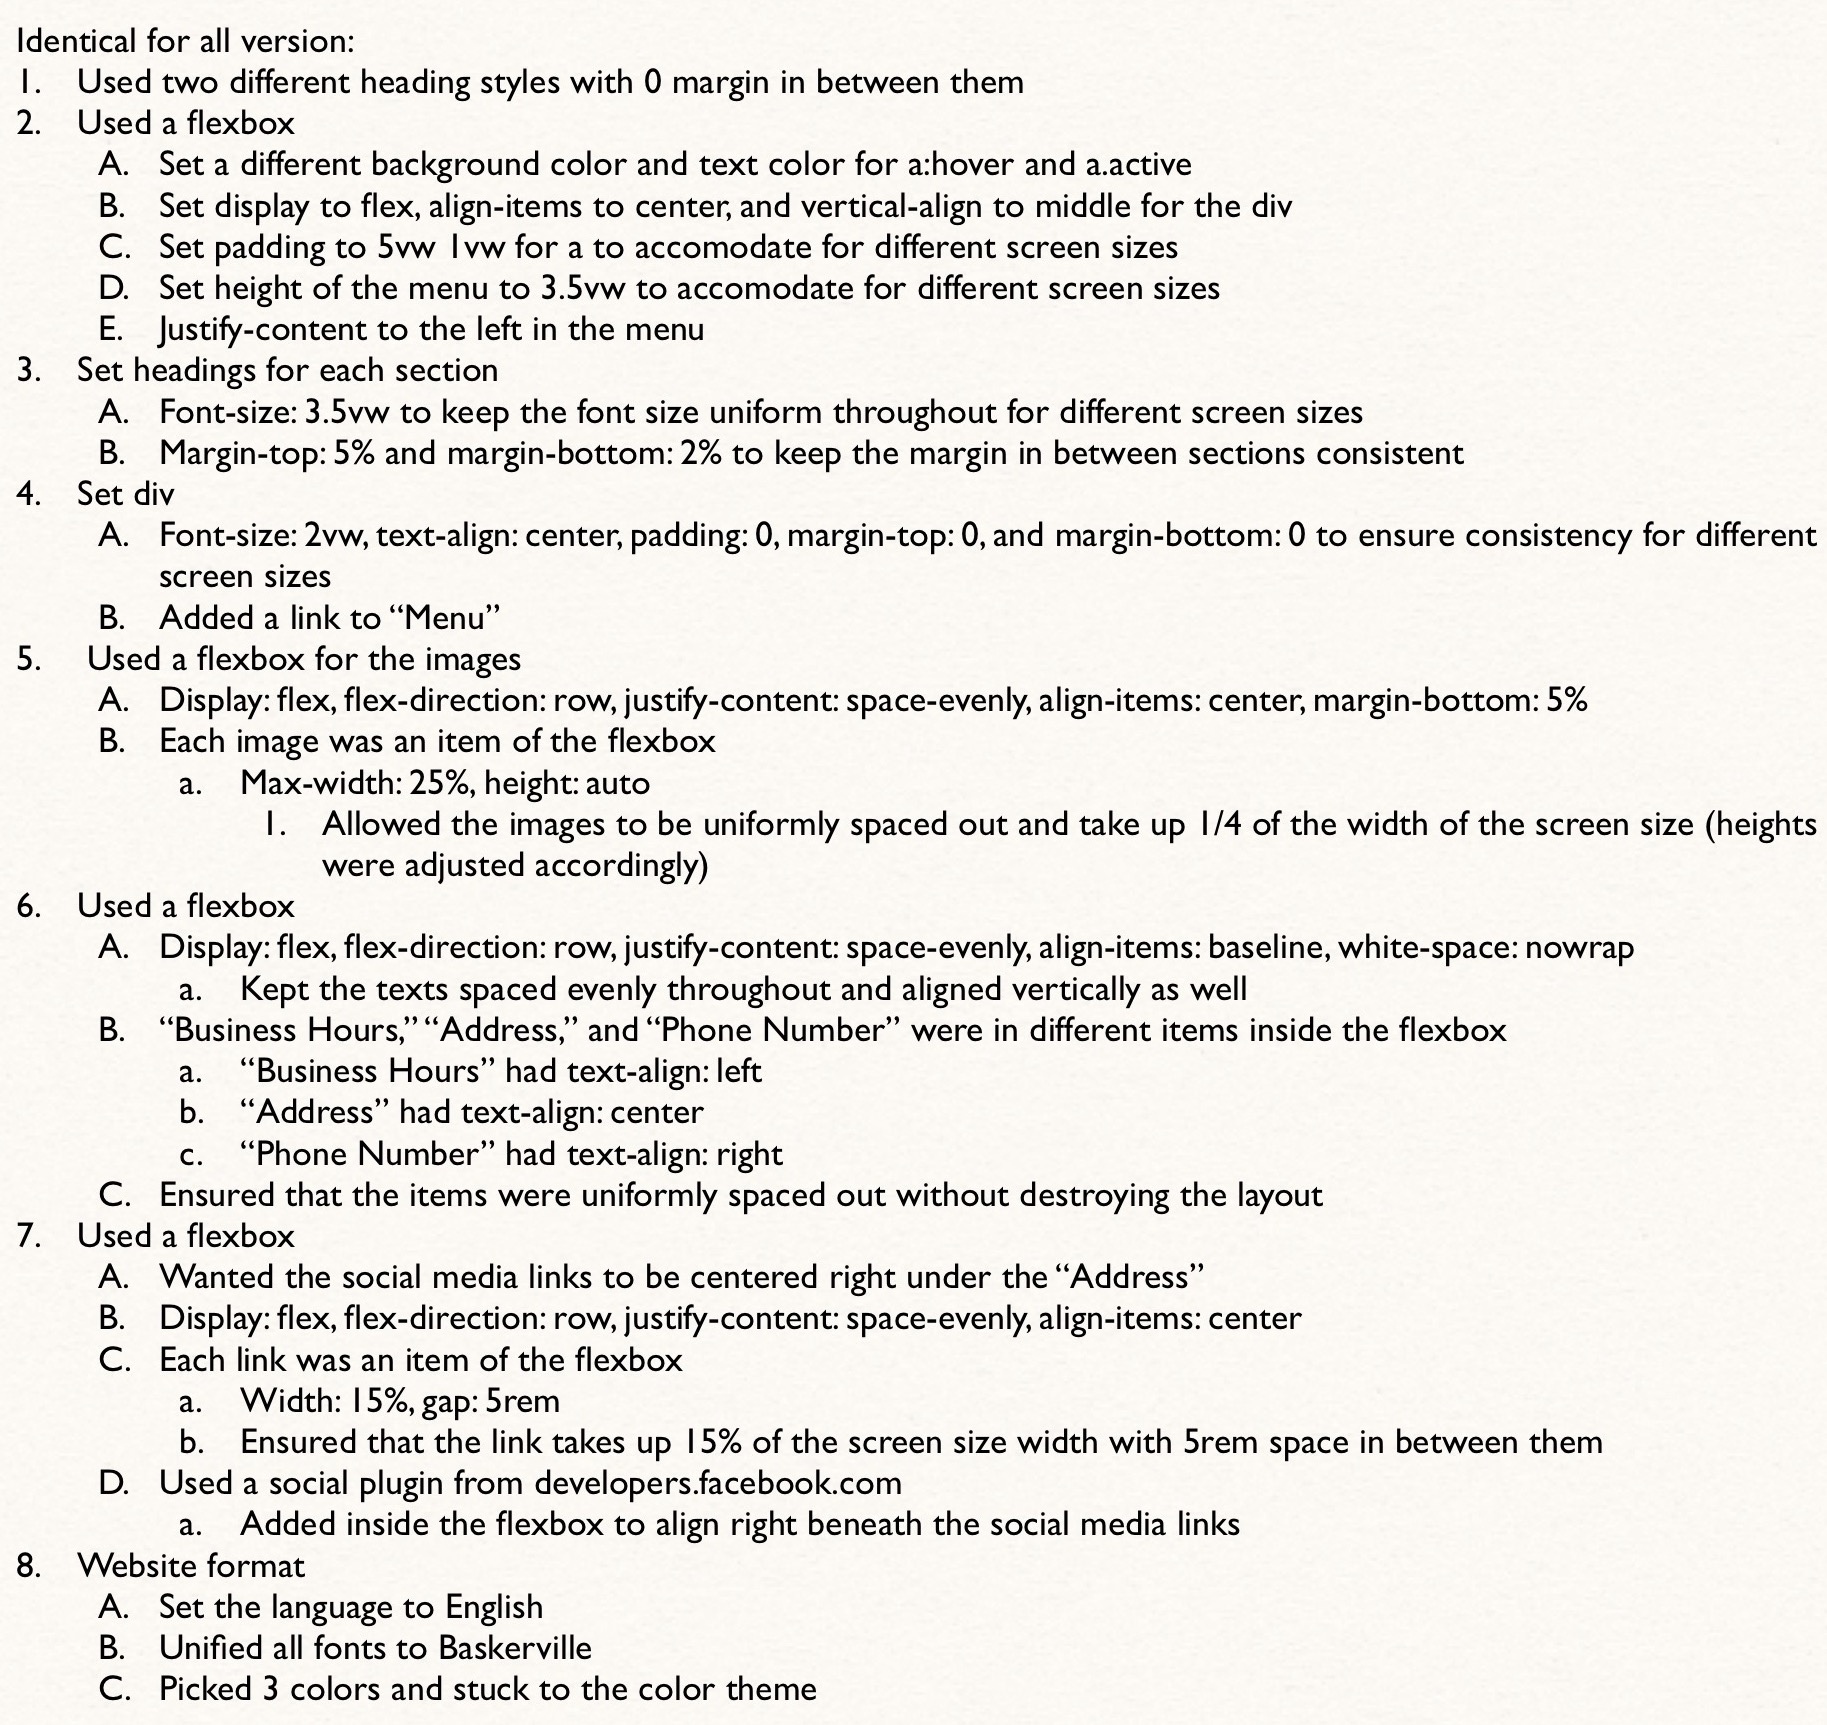 Identical for all version:
1. Used two different heading styles with 0 margin in between them
2. Used a flexbox
A. Set a different background color and text color for a:hover and a.active
B. Set display to flex, align-items to center, and vertical-align to middle for the div
C. Set padding to 5vw 1vw for a to accomodate for different screen sizes
D. Set height of the menu to 3.5vw to accomodate for different screen sizes
E. Justify-content to the left in the menu
3. Set headings for each section
A. Font-size: 3.5vw to keep the font size uniform throughout for different screen sizes
B. Margin-top: 5% and margin-bottom: 2% to keep the margin in between sections consistent
4. Set div
A. Font-size: 2vw, text-align: center, padding: 0, margin-top: 0, and margin-bottom: 0 to ensure consistency for different
screen sizes
B. Added a link to “Menu”
5. Used a flexbox for the images
A. Display: flex, flex-direction: row, justify-content: space-evenly, align-items: center, margin-bottom: 5%
B. Each image was an item of the flexbox
a. Max-width: 25%, height: auto
1. Allowed the images to be uniformly spaced out and take up 1/4 of the width of the screen size (heights
were adjusted accordingly)
6. Used a flexbox
A. Display: flex, flex-direction: row, justify-content: space-evenly, align-items: baseline, white-space: nowrap
a. Kept the texts spaced evenly throughout and aligned vertically as well
B. “Business Hours,” “Address,” and “Phone Number” were in different items inside the flexbox
a. “Business Hours” had text-align: left
b. “Address” had text-align: center
c. “Phone Number” had text-align: right
C. Ensured that the items were uniformly spaced out without destroying the layout
7. Used a flexbox
A. Wanted the social media links to be centered right under the “Address”
B. Display: flex, flex-direction: row, justify-content: space-evenly, align-items: center
C. Each link was an item of the flexbox
a. Width: 15%, gap: 5rem
b. Ensured that the link takes up 15% of the screen size width with 5rem space in between them
D. Used a social plugin from developers.facebook.com
a. Added inside the flexbox to align right beneath the social media links
8. Website format
A. Set the language to English
B. Unified all fonts to Baskerville
C. Picked 3 colors and stuck to the color theme